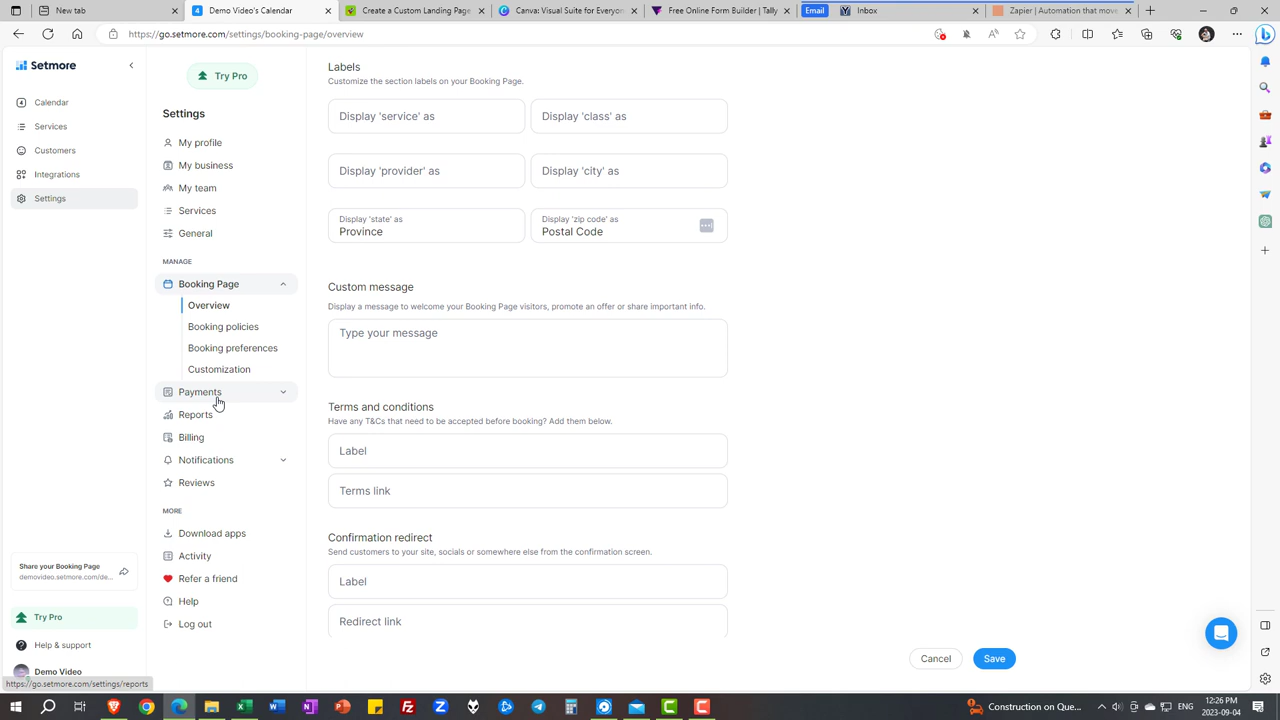 New tab
Demo Video's Calendar
Create a Custom Landing Page
Canva: Visual Suite for Everyon
Free Online Form Builder | Tally
Email
Inbox
Zapier | Automation that move
https://go.setmore.com/settings/booking-page/overview
Setmore
Calendar
Services
Customers
Integrations
Settings
Share your Booking Page
demovideo.setmore.com/de...
Try Pro
Help & support
Demo Video
https://go.setmore.com/settings/reports
Try Pro
Settings
My profile
My business
My team
Services
General
MANAGE
Booking Page
Overview
Booking policies
Booking preferences
Customization
Payments
Reports
Billing
Notifications
Reviews
MORE
Download apps
Activity
Refer a friend
Help
Log out
Labels
Customize the section labels on your Booking Page.
Display 'service' as
Display 'class' as
Display 'provider' as
Display 'city' as
Display 'state' as
Province
Display 'zip code' as
Postal Code
Custom message
Display a message to welcome your Booking Page visitors, promote an offer or share important info.
Type your message
Terms and conditions
Have any T&Cs that need to be accepted before booking? Add them below.
Label
Terms link
Confirmation redirect
Send customers to your site, socials or somewhere else from the confirmation screen.
Label
Redirect link
Cancel
Save
Construction on Que...
ENG
12:26 PM
2023-09-04